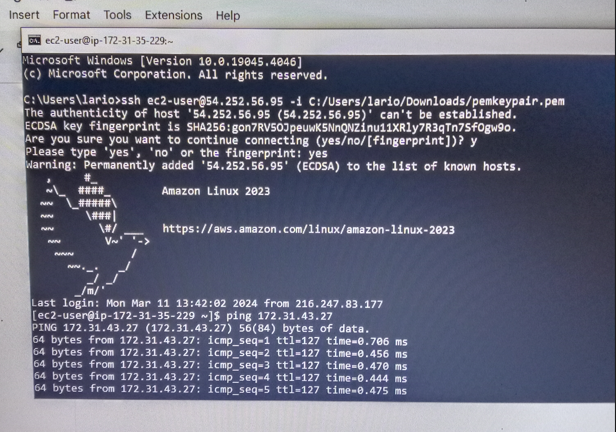 Insert Format Tools Extensions Help
ec2-user@ip-172-31-35-229:~
Microsoft Windows [Version 10.0.19045.4046]
(c) Microsoft Corporation. All rights reserved.
C:\Users\lario>ssh ec2-user@54.252.56.95 -i C:/Users/lario/Downloads/pemkeypair.pem
The authenticity of host '54.252.56.95 (54.252.56.95)' can't be established.
ECDSA key fingerprint is SHA256:gon7RV5OJpeuwK5NnQNZinu11XRly7R3qTn7SfOgw9o.
Are you sure you want to continue connecting (yes/no/[fingerprint])? y
Please type 'yes', 'no' or the fingerprint: yes
Warning: Permanently added '54.252.56.95' (ECDSA) to the list of known hosts.
Amazon Linux 2023
https://aws.amazon.com/linux/amazon-linux-2023
Last login: Mon Mar 11 13:42:02 2024 from 216.247.83.177
[ec2-user@ip-172-31-35-229 ~]$ ping 172.31.43.27
PING 172.31.43.27 (172.31.43.27) 56(84) bytes of data.
64 bytes from 172.31.43.27: icmp_seq=1 ttl=127 time=0.706 ms
64 bytes from 172.31.43.27: icmp_seq=2 ttl=127 time=0.456 ms
64 bytes from 172.31.43.27: icmp_seq=3 ttl=127 time=0.470 ms
64 bytes from 172.31.43.27: icmp_seq=4 ttl=127 time=0.444 ms
64 bytes from 172.31.43.27: icmp_seq=5 ttl=127 time=0.475 ms